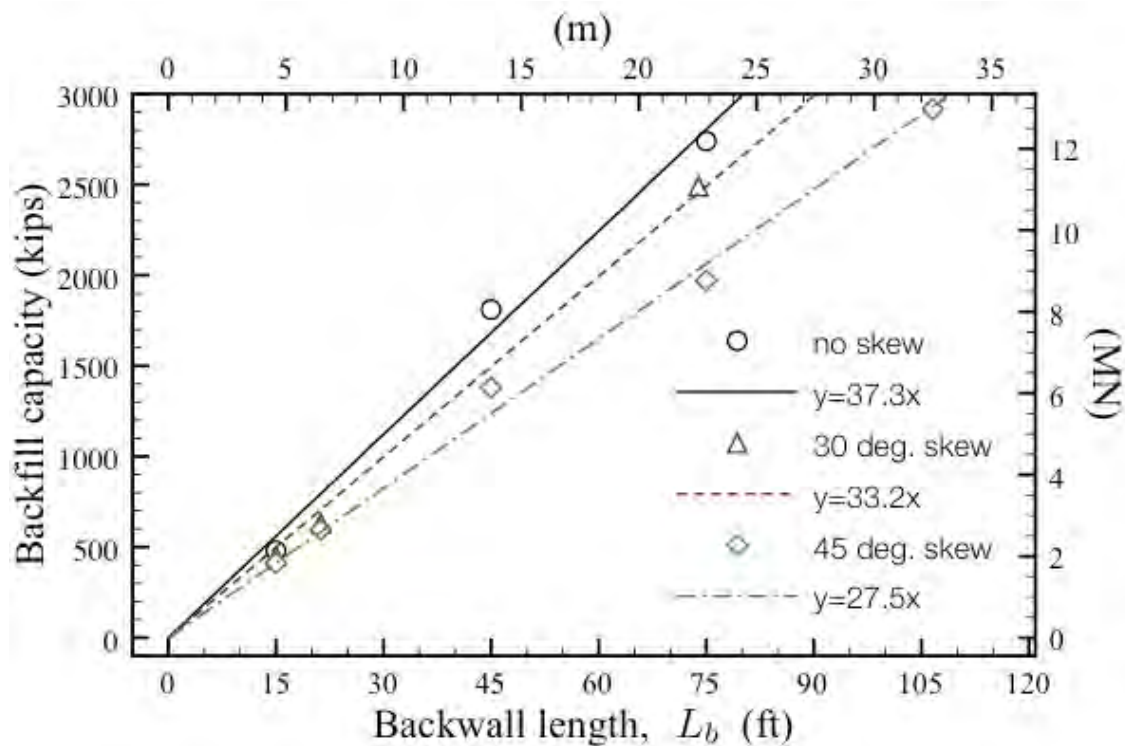 (m)
0 5 10 15 20 25 30 35
3000
2500
2000
1500
1000
500
0
Backfill capacity (kips)
12
10
8
6
4
2
0
(MN)
no skew
y=37.3x
30 deg. skew
y=33.2x
45 deg. skew
y=27.5x
0 15 30 45 60 75 90 105 120
Backwall length, L_b (ft)